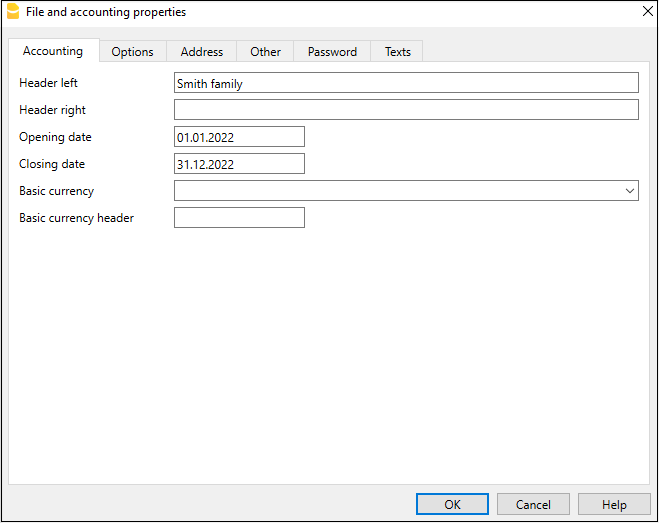 File and accounting properties
Accounting Options Address Other Password Texts
Header left Smith family
Header right
Opening date 01.01.2022
Closing date 31.12.2022
Basic currency
Basic currency header
OK Cancel Help